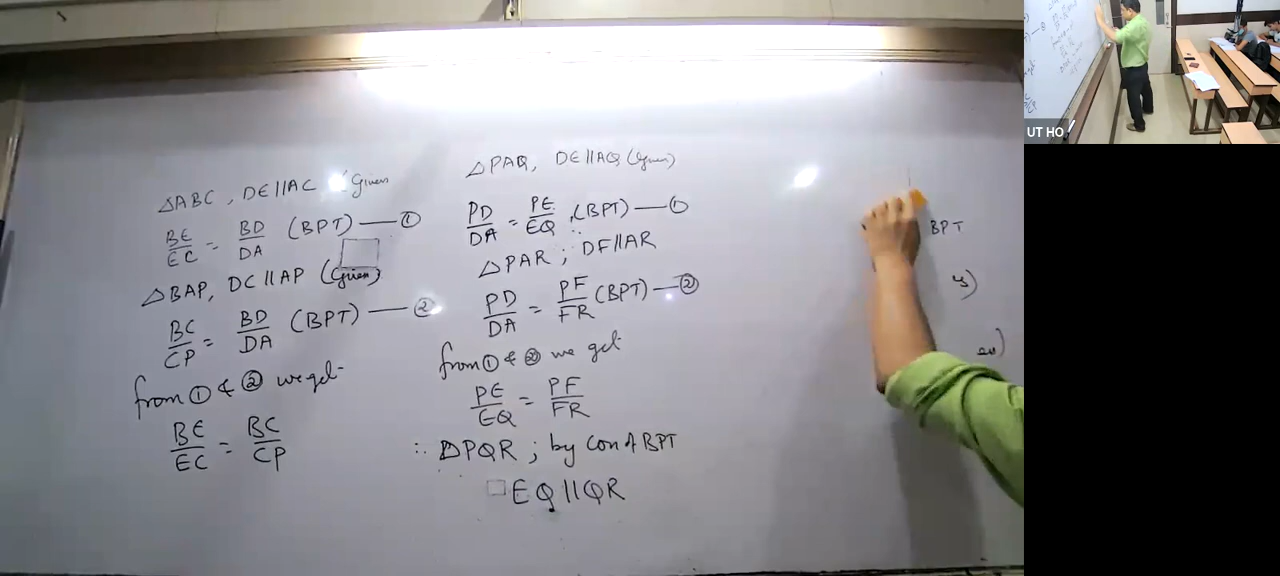 △ABC, DE||AC (Given
BE/EC = BD/DA (BPT) — ①
△BAP, DC||AP (Given)
BC/CP = BD/DA (BPT) — ②
from ① & ② we get
BE/EC = BC/CP
△PAQ, DE||AQ (Given)
PD/DA = PE/EQ (BPT) — ①
△PAR; DF||AR
PD/DA = PF/FR (BPT) — ②
from ① & ② we get
PE/EQ = PF/FR
∴ △PQR; by con of BPT
EQ||QR
BPT
UT HO